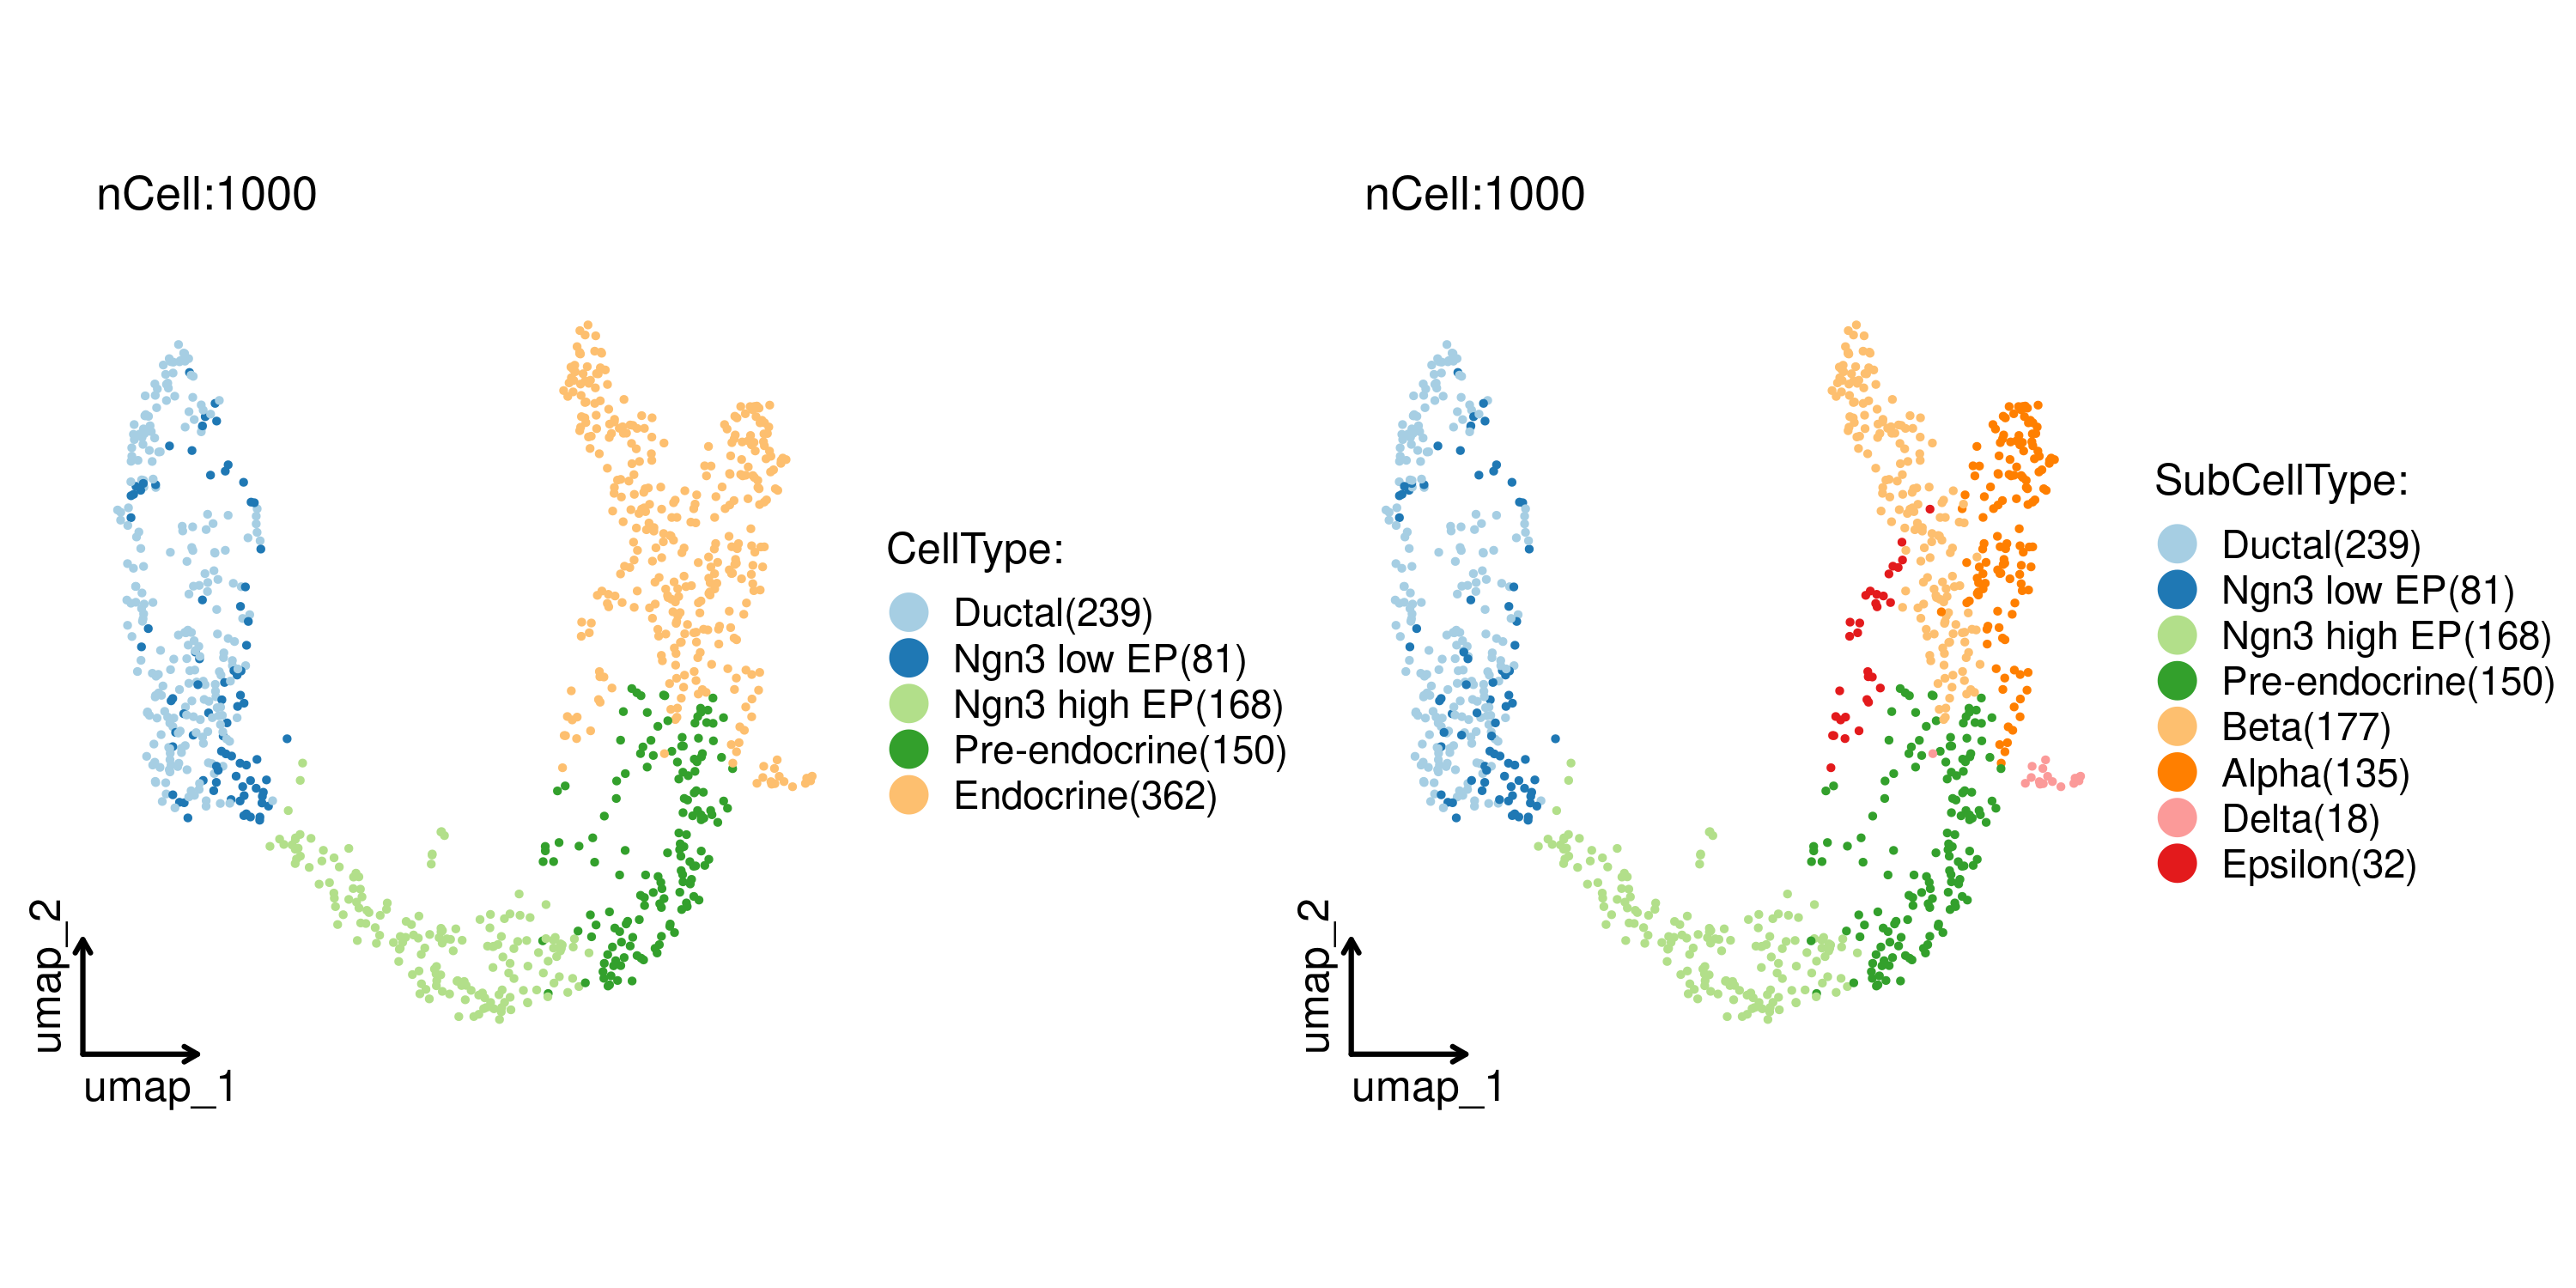 nCell:1000
umap_2
umap_1
CellType:
Ductal(239)
Ngn3 low EP(81)
Ngn3 high EP(168)
Pre-endocrine(150)
Endocrine(362)
nCell:1000
umap_2
umap_1
SubCellType:
Ductal(239)
Ngn3 low EP(81)
Ngn3 high EP(168)
Pre-endocrine(150)
Beta(177)
Alpha(135)
Delta(18)
Epsilon(32)